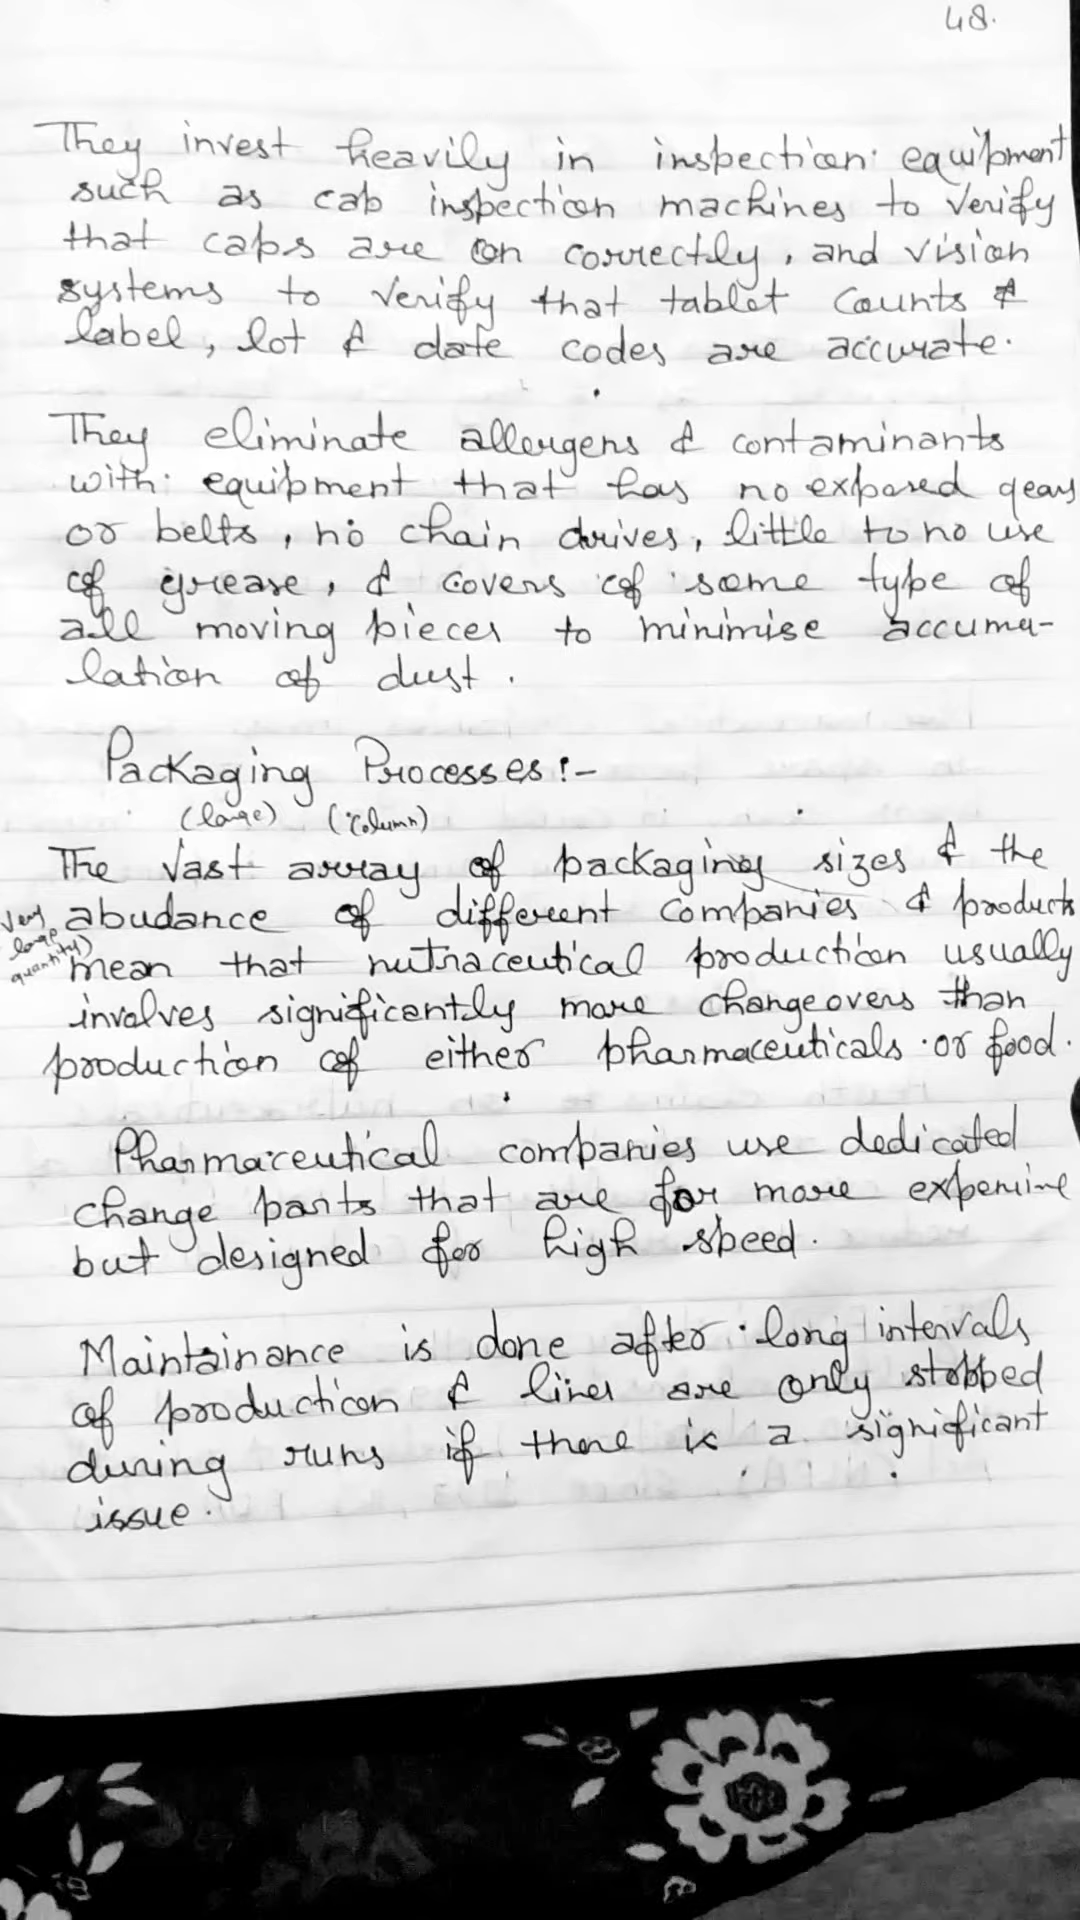 48.
They invest heavily in inspection equipment
such as cap inspection machines to verify
that caps are on correctly, and vision
systems to verify that tablet counts &
label, lot & date codes are accurate.
They eliminate allergens & contaminants
with equipment that has no exposed gears
or belts, no chain drives, little to no use
of grease, & covers of some type of
all moving pieces to minimise accumu-
lation of dust.
Packaging Processes :-
(large) (column)
The vast array of packaging sizes & the
abudance of different companies & products
(very large quantity)
mean that nutraceutical production usually
involves significantly more changeovers than
production of either pharmaceuticals or food.
Pharmaceutical companies use dedicated
change parts that are far more expensive
but designed for high speed.
Maintainance is done after long intervals
of production & lines are only stopped
during runs if there is a significant
issue.